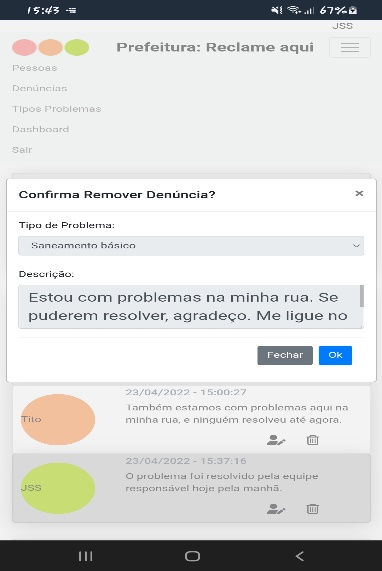 15:43
67%
JSS
Prefeitura: Reclame aqui
Pessoas
Denúncias
Tipos Problemas
Dashboard
Sair
Confirma Remover Denúncia?
×
Tipo de Problema:
Saneamento básico
Descrição:
Estou com problemas na minha rua. Se
puderem resolver, agradeço. Me ligue no
Fechar
Ok
23/04/2022 - 15:00:27
Tito
Também estamos com problemas aqui na
minha rua, e ninguém resolveu até agora.
23/04/2022 - 15:37:16
JSS
O problema foi resolvido pela equipe
responsável hoje pela manhã.